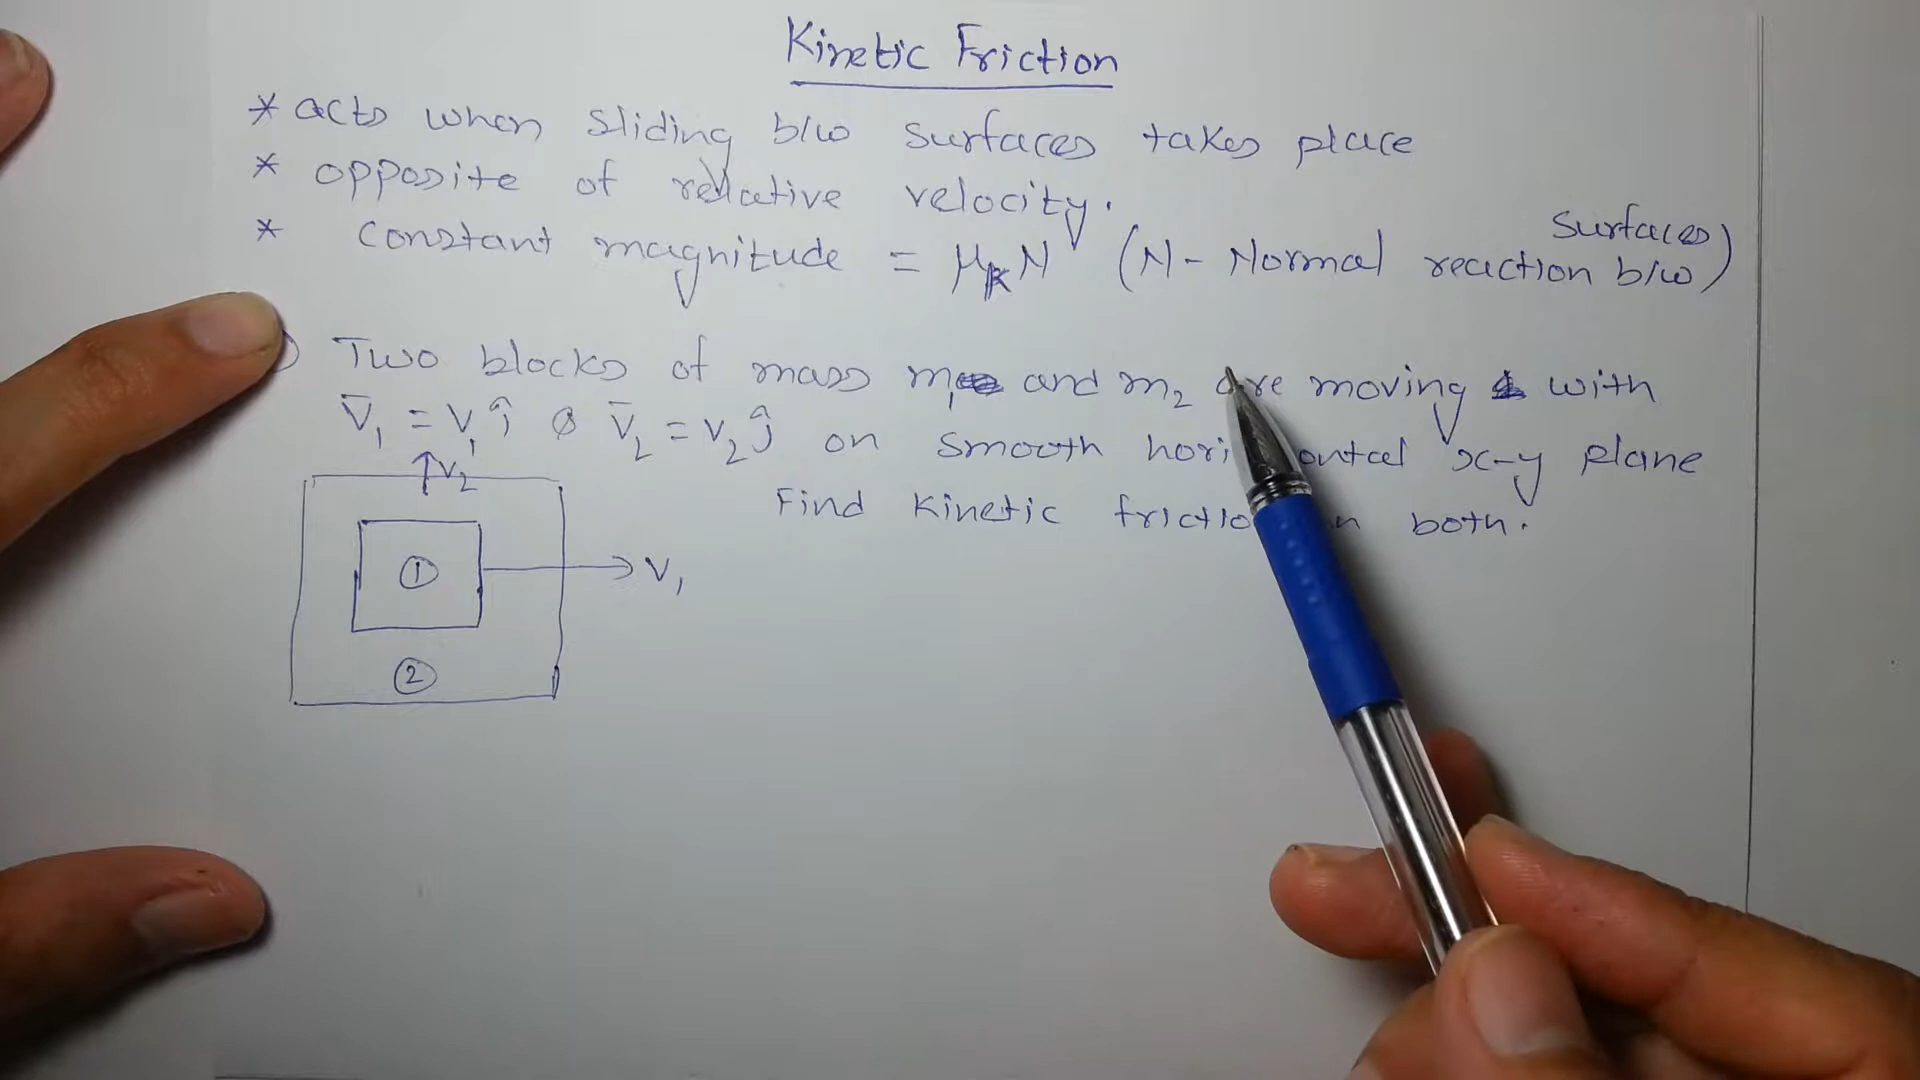 Kinetic Friction
* acts when sliding b/w surfaces takes place
* opposite of relative velocity.
* constant magnitude = μₖN (N - Normal reaction b/w surfaces)
Two blocks of mass m₁ and m₂ are moving with
V̄₁ = V₁ î & V̄₂ = V₂ ĵ on smooth horizontal x-y plane
Find Kinetic friction on both.
V₂
① V₁
②